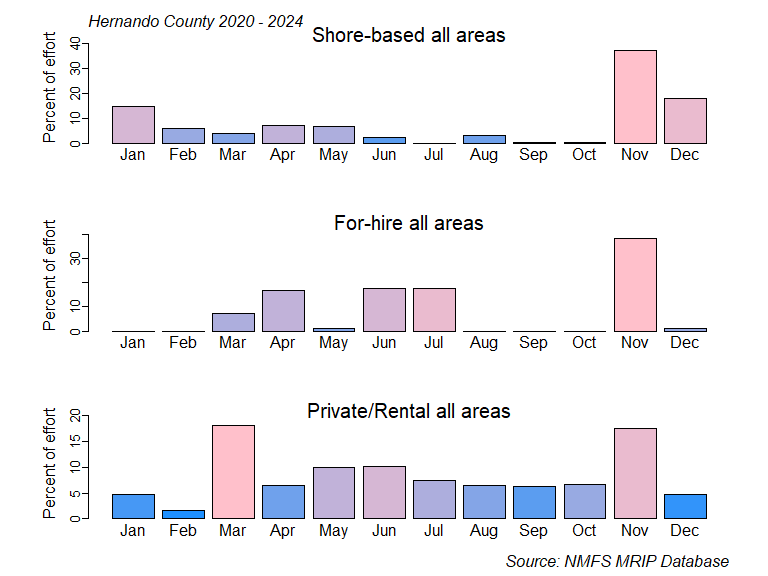 Hernando County 2020 - 2024
Shore-based all areas
Percent of effort
0 10 20 30 40
Jan Feb Mar Apr May Jun Jul Aug Sep Oct Nov Dec
For-hire all areas
Percent of effort
0 10 30
Jan Feb Mar Apr May Jun Jul Aug Sep Oct Nov Dec
Private/Rental all areas
Percent of effort
0 5 10 15 20
Jan Feb Mar Apr May Jun Jul Aug Sep Oct Nov Dec
Source: NMFS MRIP Database